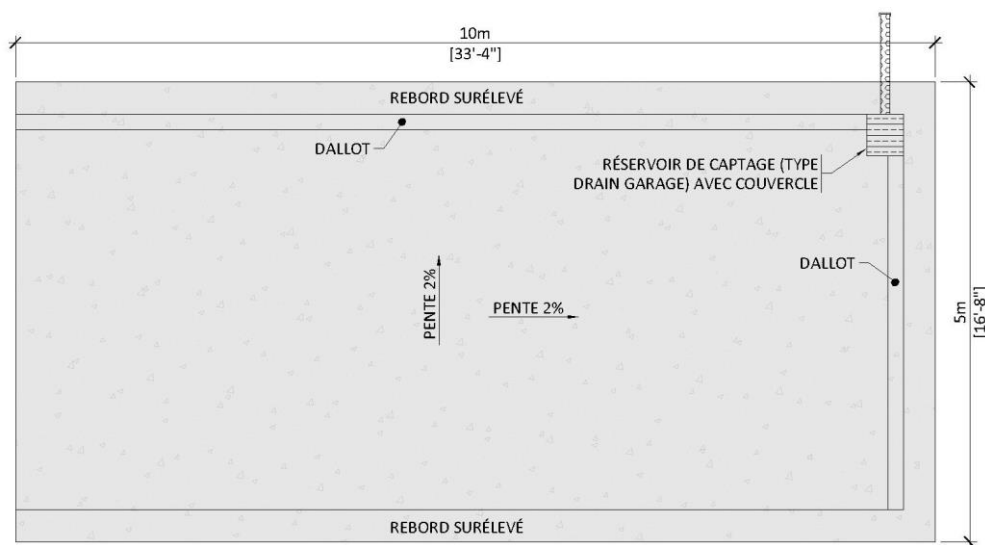 10m
[33'-4"]
REBORD SURÉLEVÉ
DALLOT
RÉSERVOIR DE CAPTAGE (TYPE
DRAIN GARAGE) AVEC COUVERCLE
DALLOT
PENTE 2%
PENTE 2%
5m
[16'-8"]
REBORD SURÉLEVÉ